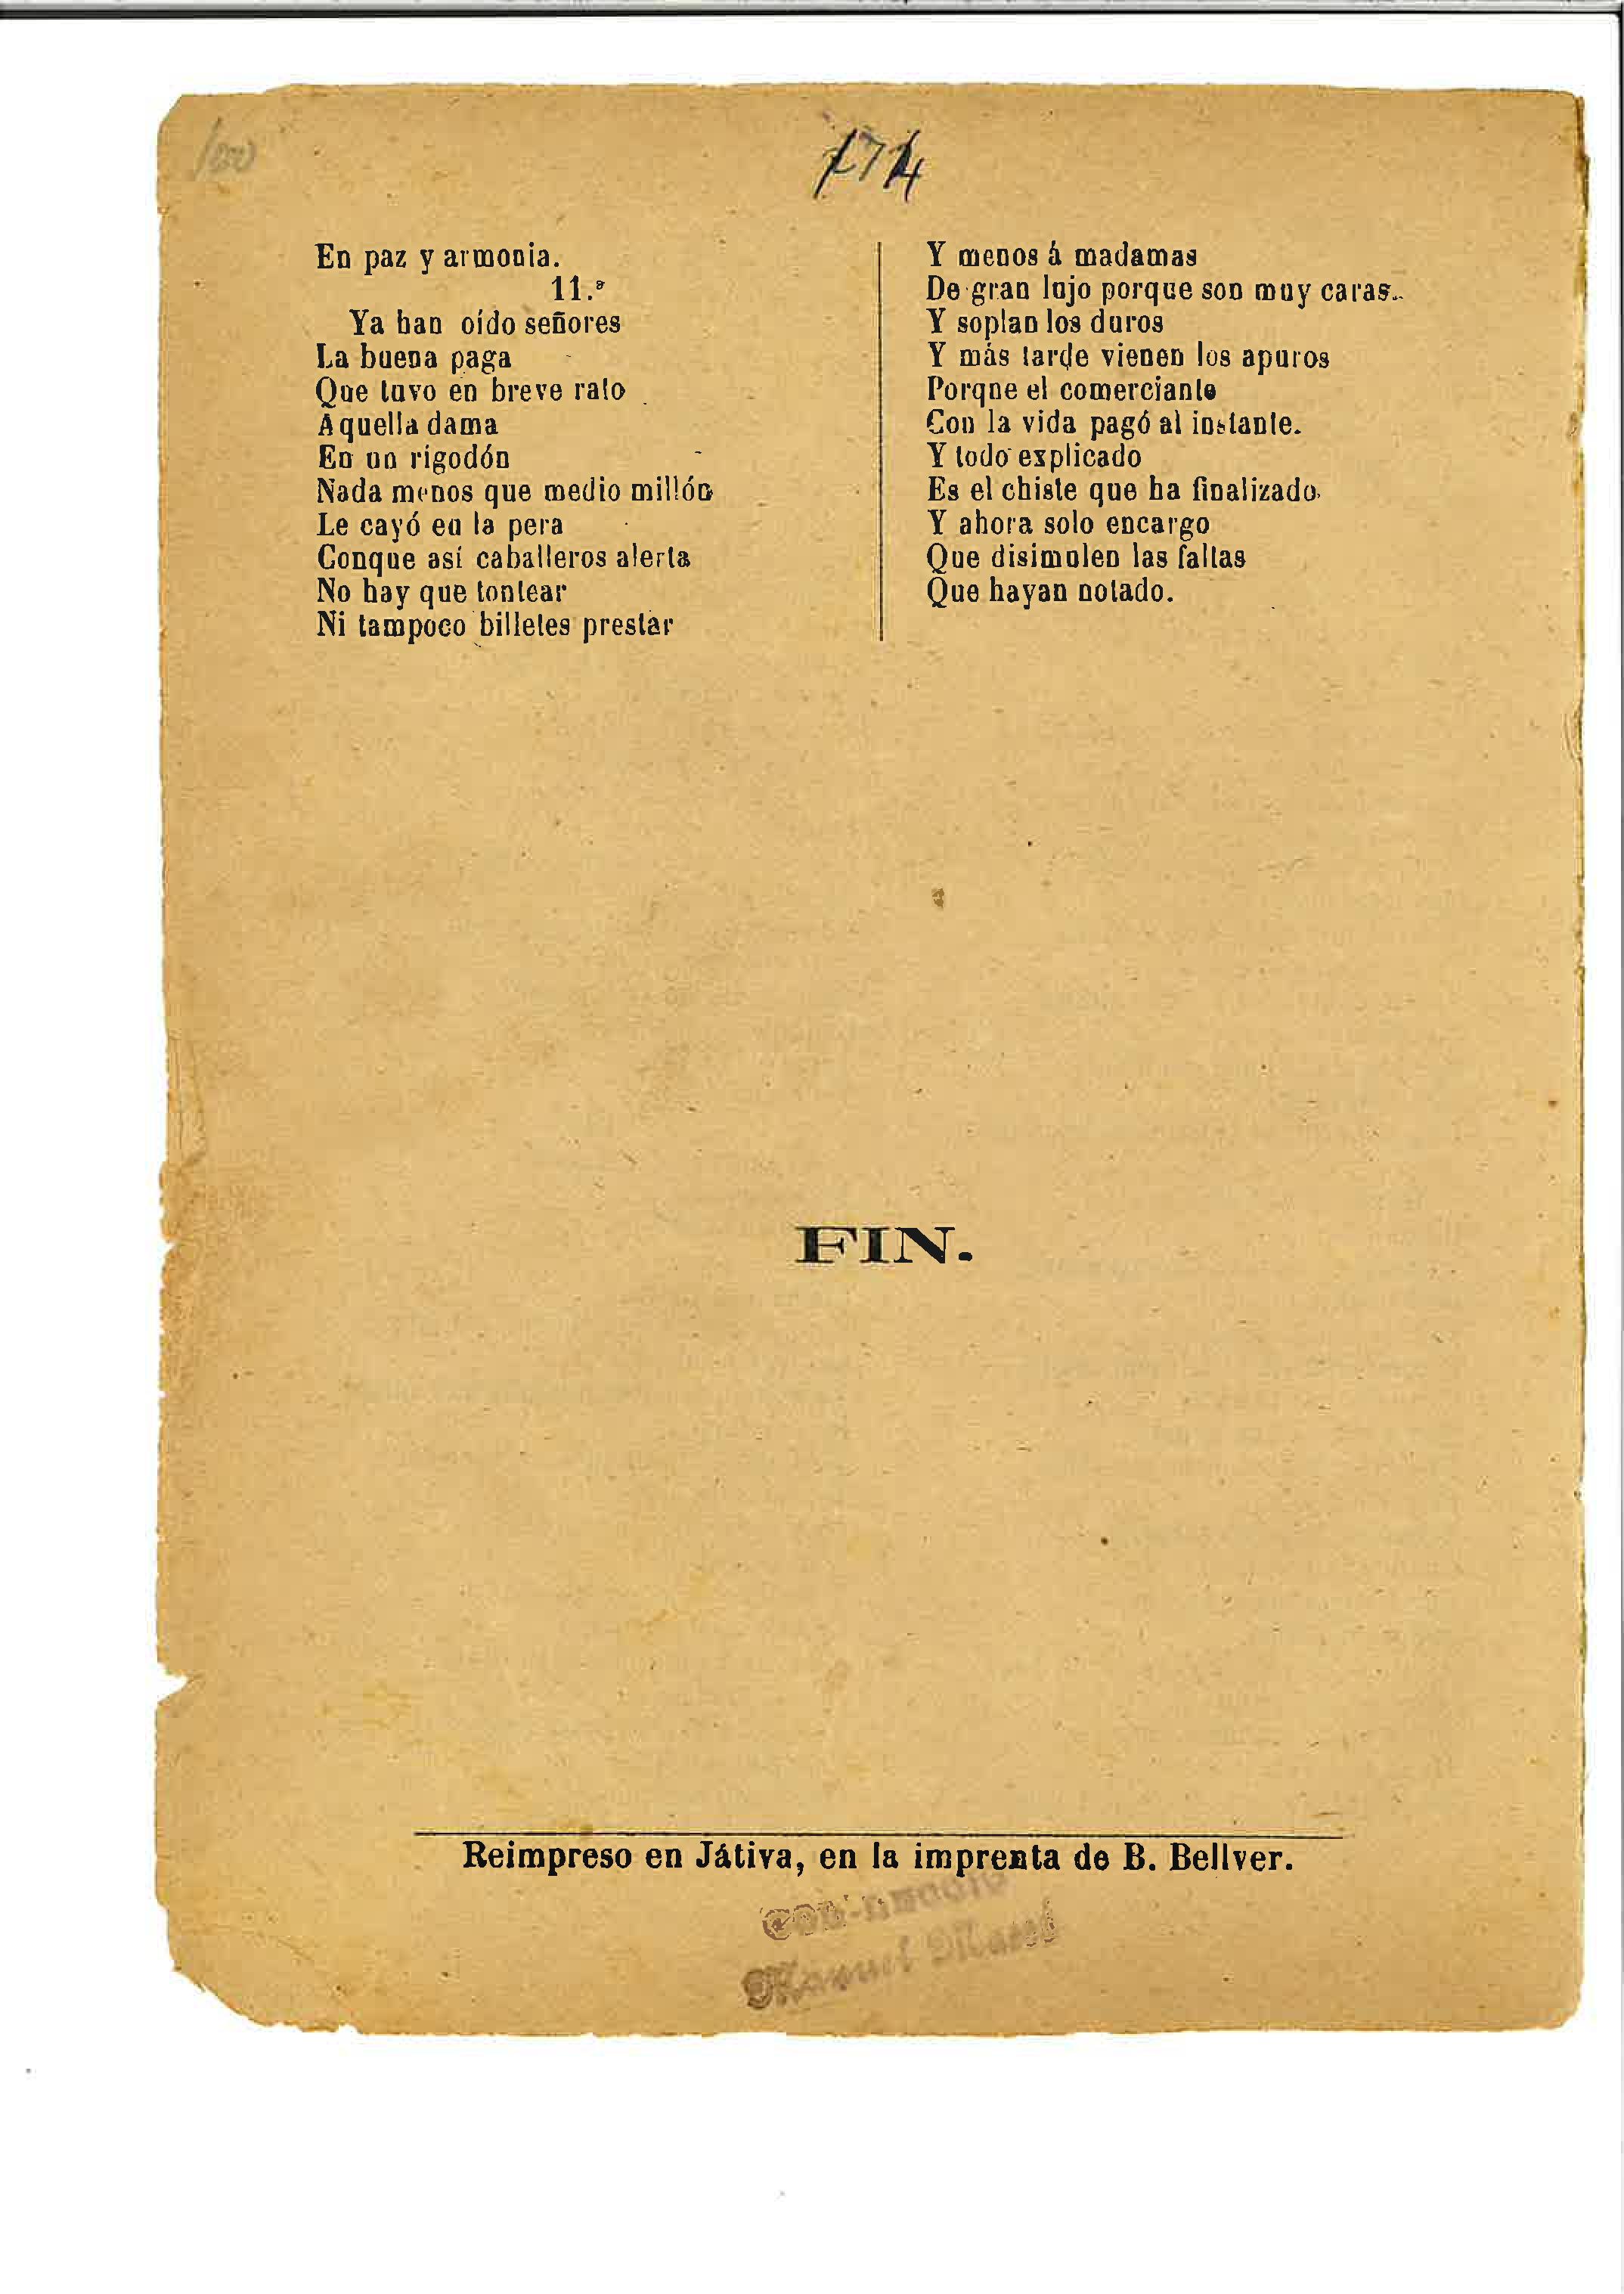 En paz y armonia.
11.ª
Ya han oído señores
La buena paga
Que tuvo en breve rato
Aquella dama
En un rigodón
Nada menos que medio millón
Le cayó en la pera
Conque así caballeros alerta
No hay que tontear
Ni tampoco billetes prestar
Y menos á madamas
De gran lujo porque son muy caras.
Y soplan los duros
Y más tarde vienen los apuros
Porque el comerciante
Con la vida pagó al instante.
Y todo explicado
Es el chiste que ha finalizado.
Y ahora solo encargo
Que disimulen las faltas
Que hayan notado.
FIN.
Reimpreso en Játiva, en la imprenta de B. Bellver.
Manuel